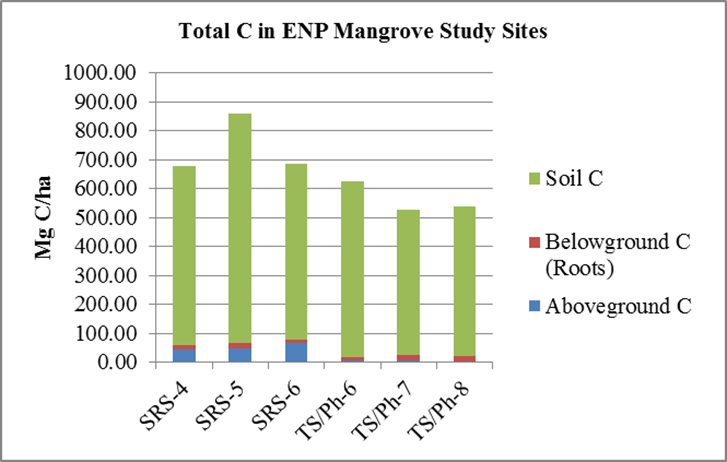 Total C in ENP Mangrove Study Sites
1000.00
900.00
800.00
700.00
600.00
500.00
400.00
300.00
200.00
100.00
0.00
Mg C/ha
SRS-4
SRS-5
SRS-6
TS/Ph-6
TS/Ph-7
TS/Ph-8
Soil C
Belowground C
(Roots)
Aboveground C